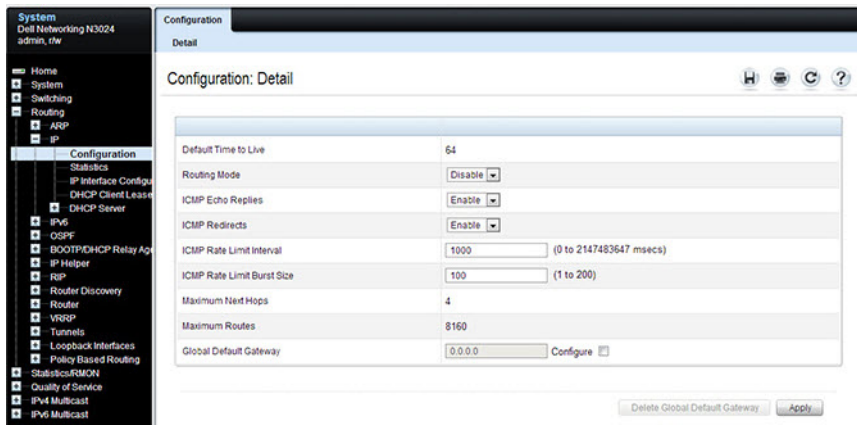 System
Dell Networking N3024
admin, r/w
Home
System
Switching
Routing
ARP
IP
Configuration
Statistics
IP Interface Configu
DHCP Client Lease
DHCP Server
IPv6
OSPF
BOOTP/DHCP Relay Age
IP Helper
RIP
Router Discovery
Router
VRRP
Tunnels
Loopback Interfaces
Policy Based Routing
Statistics/RMON
Quality of Service
IPv4 Multicast
IPv6 Multicast
Configuration
Detail
Configuration: Detail
Default Time to Live 64
Routing Mode Disable
ICMP Echo Replies Enable
ICMP Redirects Enable
ICMP Rate Limit Interval 1000 (0 to 2147483647 msecs)
ICMP Rate Limit Burst Size 100 (1 to 200)
Maximum Next Hops 4
Maximum Routes 8160
Global Default Gateway 0.0.0.0 Configure
Delete Global Default Gateway Apply